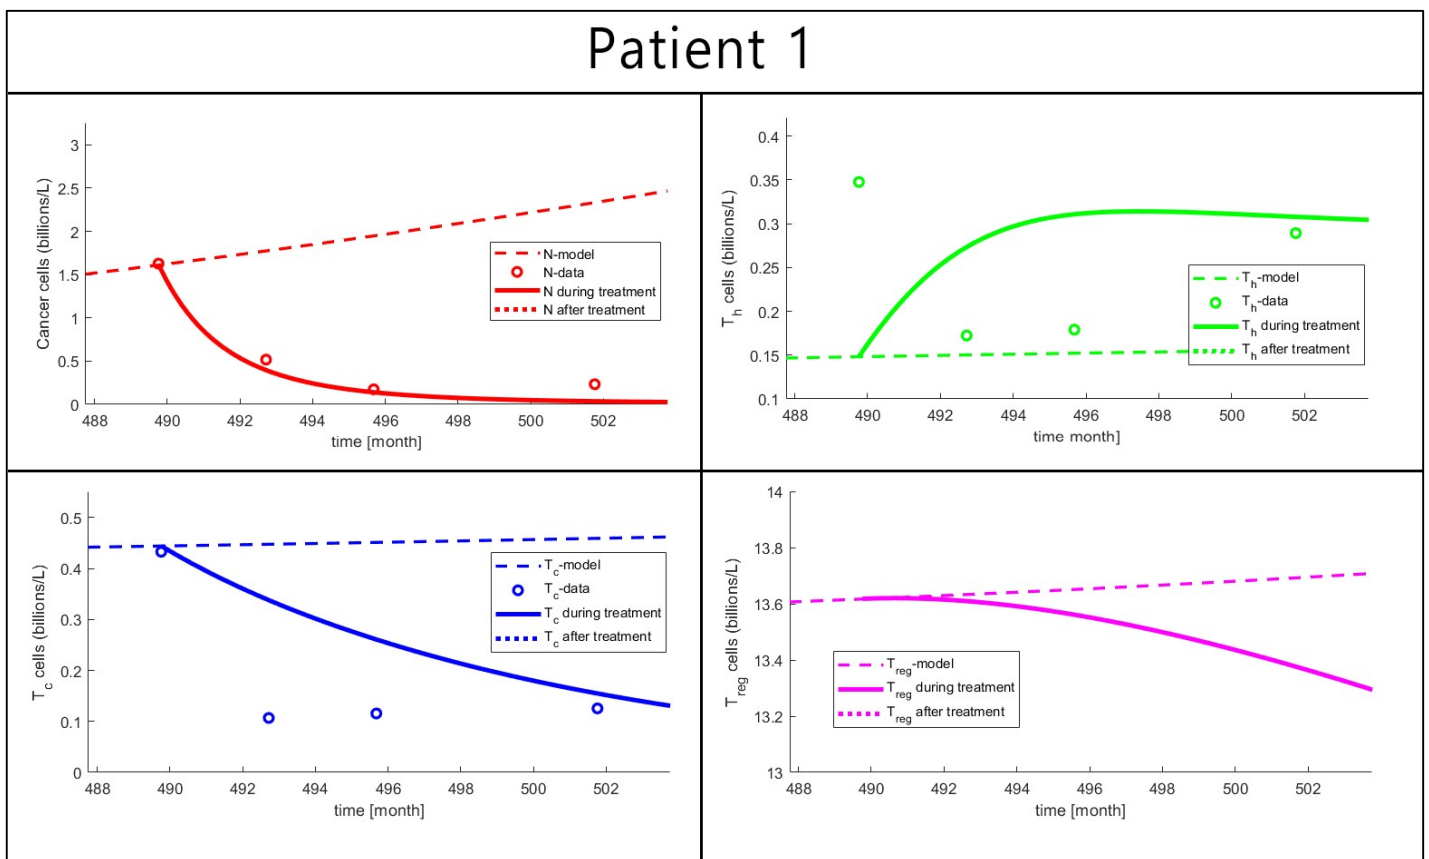 Patient 1
3
2.5
2
1.5
1
0.5
0
Cancer cells (billions/L)
N-model
N-data
N during treatment
N after treatment
488 490 492 494 496 498 500 502
time [month]
0.4
0.35
0.3
0.25
0.2
0.15
0.1
Th cells (billions/L)
Th-model
Th-data
Th during treatment
Th after treatment
488 490 492 494 496 498 500 502
time month]
0.5
0.4
0.3
0.2
0.1
0
Tc cells (billions/L)
Tc-model
Tc-data
Tc during treatment
Tc after treatment
488 490 492 494 496 498 500 502
time [month]
14
13.8
13.6
13.4
13.2
13
Treg cells (billions/L)
Treg-model
Treg during treatment
Treg after treatment
488 490 492 494 496 498 500 502
time [month]